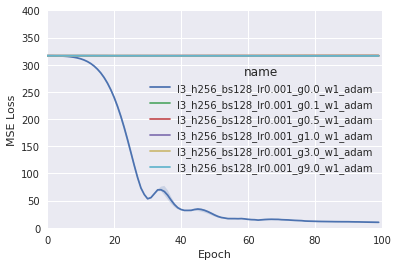 400
350
300
250
200
150
100
50
0
MSE Loss
name
l3_h256_bs128_lr0.001_g0.0_w1_adam
l3_h256_bs128_lr0.001_g0.1_w1_adam
l3_h256_bs128_lr0.001_g0.5_w1_adam
l3_h256_bs128_lr0.001_g1.0_w1_adam
l3_h256_bs128_lr0.001_g3.0_w1_adam
l3_h256_bs128_lr0.001_g9.0_w1_adam
0 20 40 60 80 100
Epoch